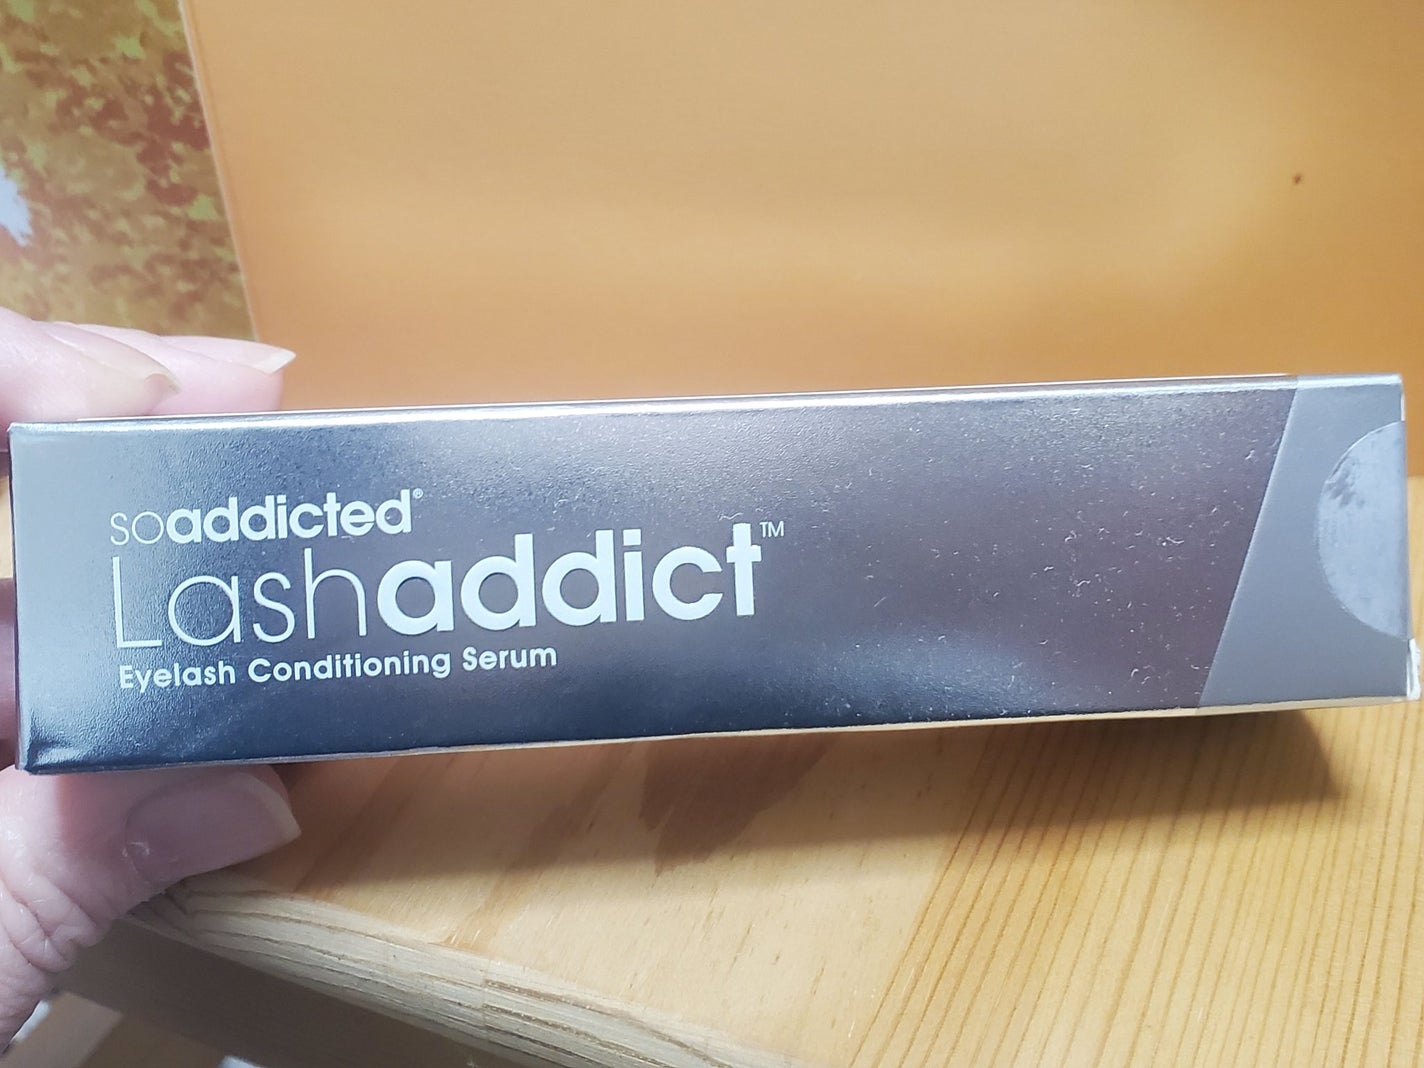 soaddicted®
Lashaddict™
Eyelash Conditioning Serum